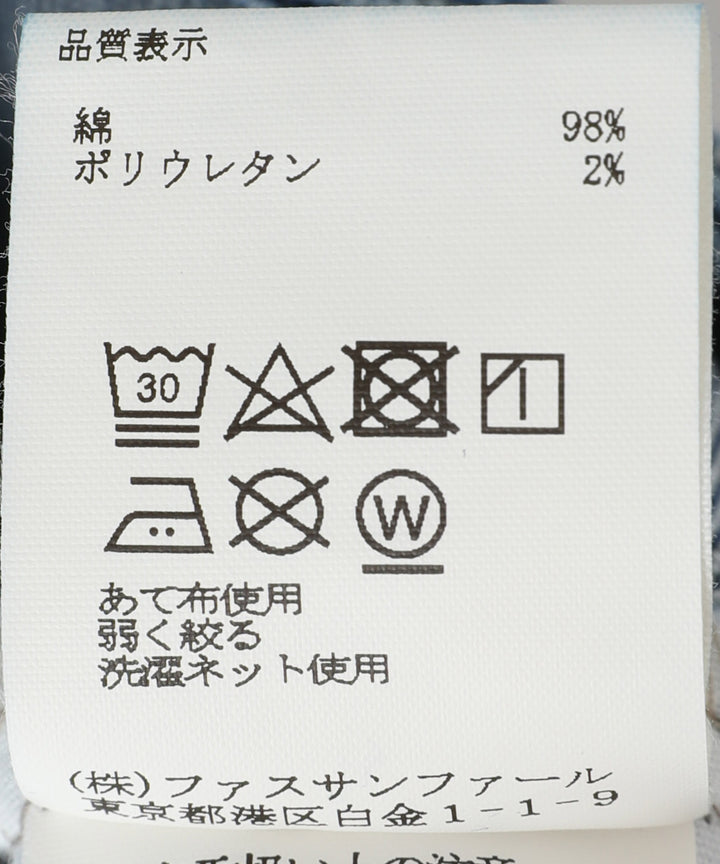 品質表示
綿 98%
ポリウレタン 2%
30
W
あて布使用
弱く絞る
洗濯ネット使用
(株)ファスサンファール
東京都港区白金1-1-9